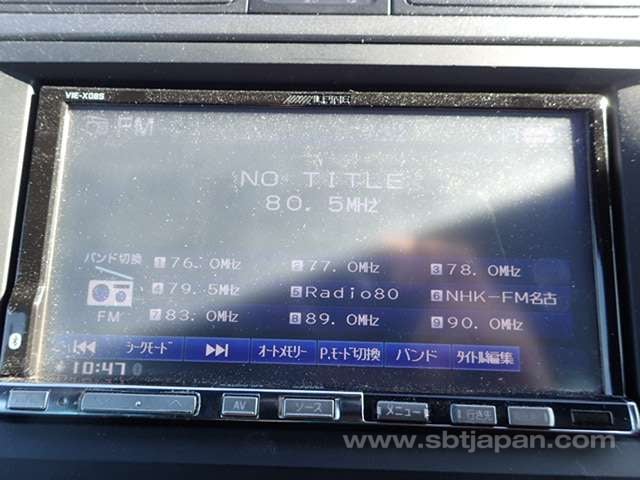 VIE-X08S
ALPINE
FM
NO TITLE
80.5MHz
バンド切換
FM
1 76.0MHz
2 77.0MHz
3 78.0MHz
4 79.5MHz
5 Radio80
6 NHK-FM名古
7 83.0MHz
8 89.0MHz
9 90.0MHz
シークモード
オートメモリー
P.モード切換
バンド
タイトル編集
10:47
AV
ソース
メニュー
行き先
www.sbtjapan.com